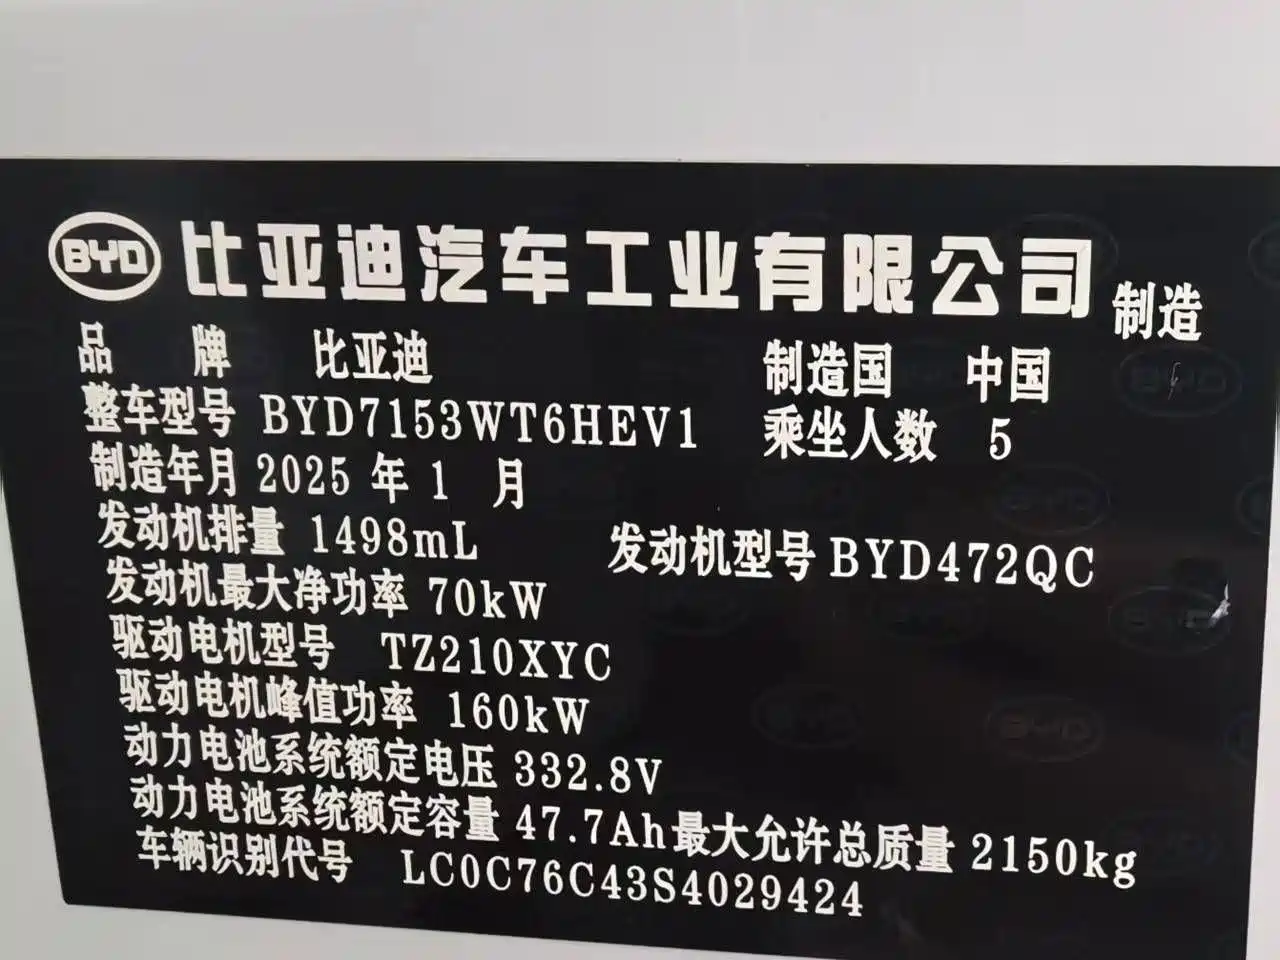 BYD 比亚迪汽车工业有限公司 制造
品 牌 比亚迪 制造国 中国
整车型号 BYD7153WT6HEV1 乘坐人数 5
制造年月 2025 年 1 月
发动机排量 1498mL 发动机型号 BYD472QC
发动机最大净功率 70kW
驱动电机型号 TZ210XYC
驱动电机峰值功率 160kW
动力电池系统额定电压 332.8V
动力电池系统额定容量 47.7Ah 最大允许总质量 2150kg
车辆识别代号 LC0C76C43S4029424